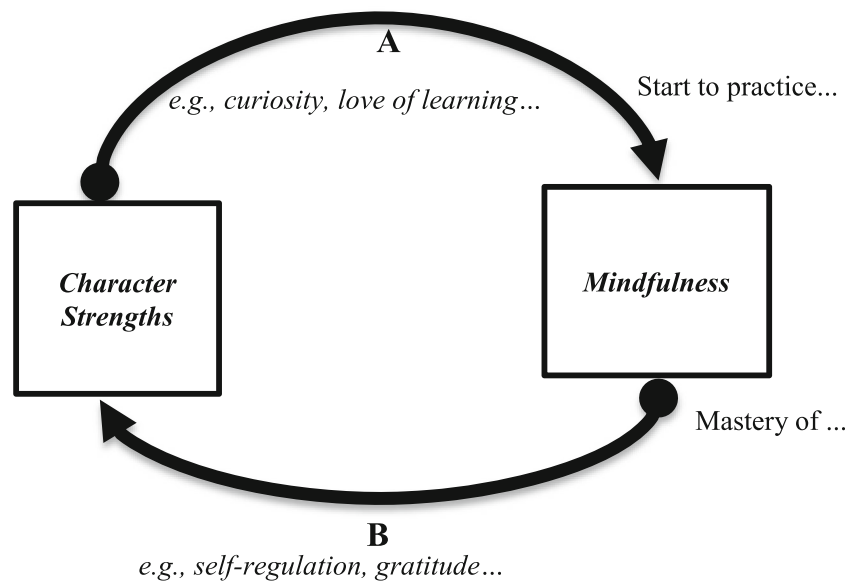 A
e.g., curiosity, love of learning…
Start to practice...
Character
Strengths
Mindfulness
Mastery of ...
B
e.g., self-regulation, gratitude…